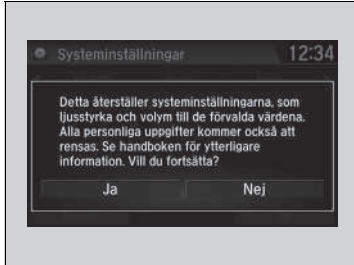 Systeminställningar
12:34
Detta återställer systeminställningarna, som
ljusstyrka och volym till de förvalda värdena.
Alla personliga uppgifter kommer också att
rensas. Se handboken för ytterligare
information. Vill du fortsätta?
Ja
Nej